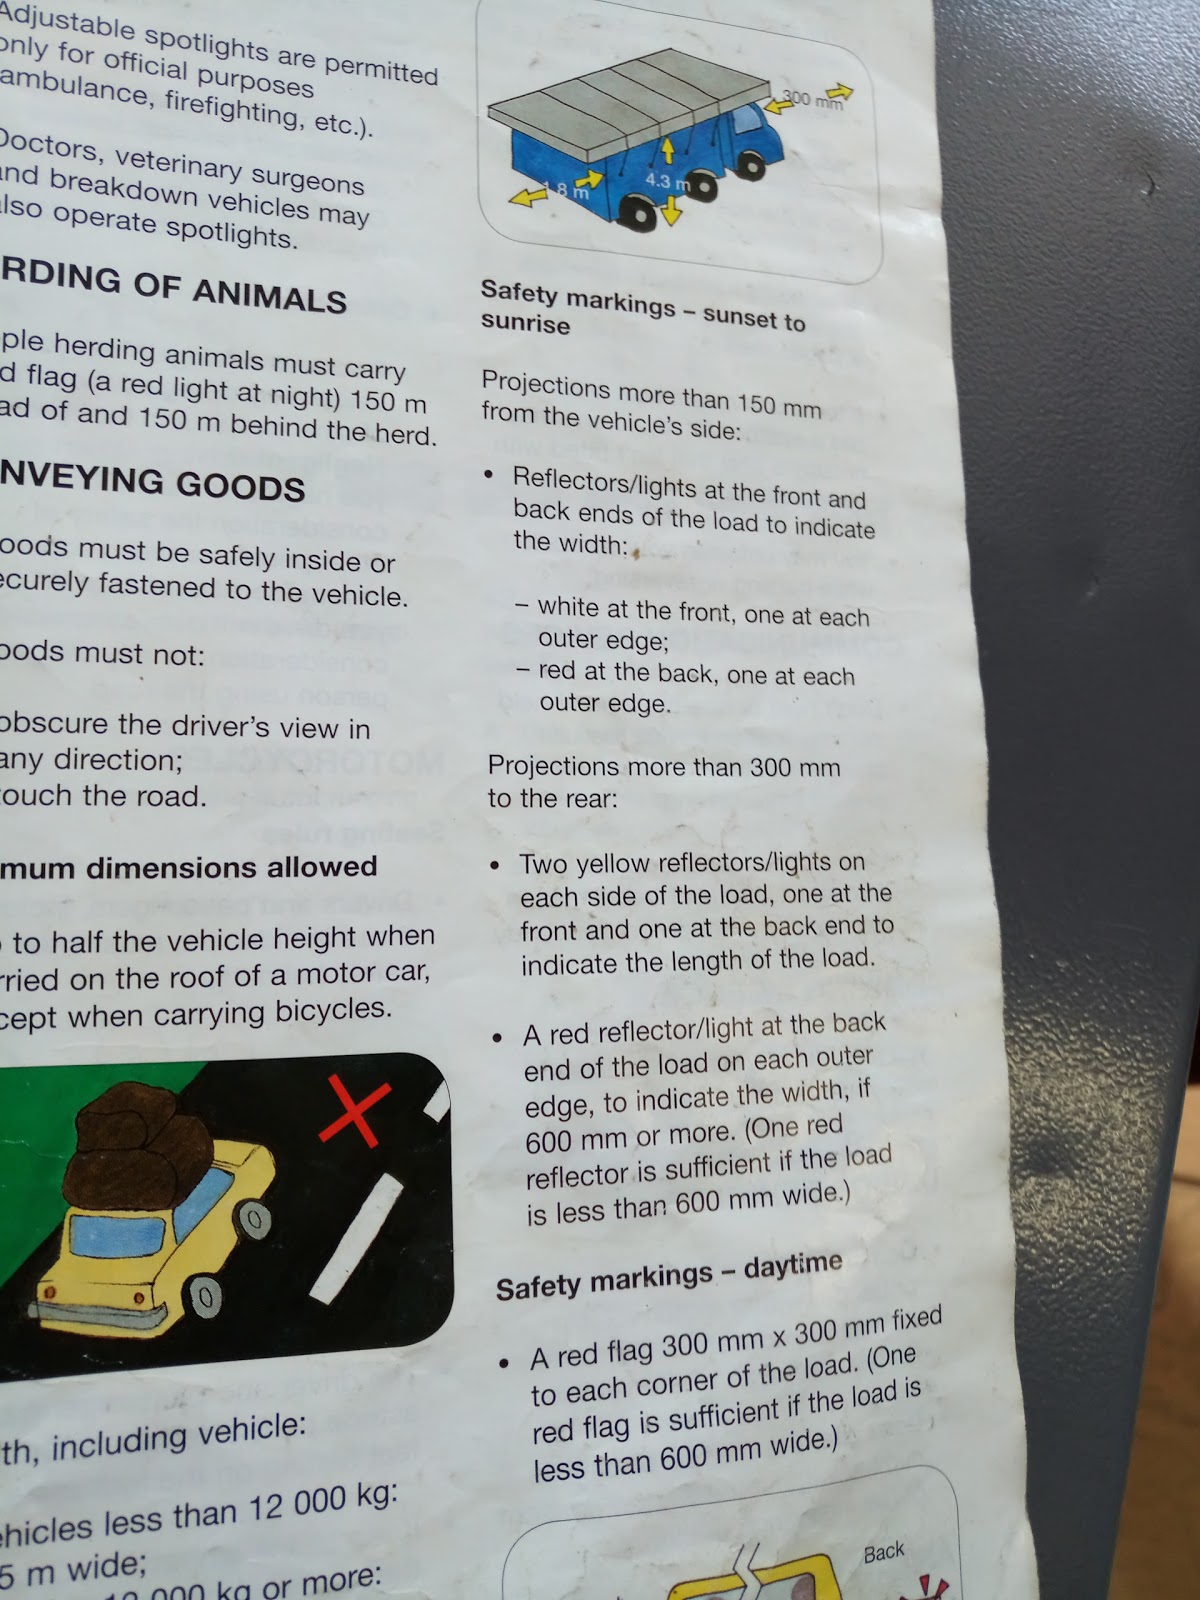 Adjustable spotlights are permitted
only for official purposes
ambulance, firefighting, etc.).
Doctors, veterinary surgeons
and breakdown vehicles may
also operate spotlights.
RDING OF ANIMALS
ple herding animals must carry
d flag (a red light at night) 150 m
ad of and 150 m behind the herd.
NVEYING GOODS
oods must be safely inside or
ecurely fastened to the vehicle.
oods must not:
obscure the driver's view in
any direction;
touch the road.
mum dimensions allowed
to half the vehicle height when
rried on the roof of a motor car,
cept when carrying bicycles.
th, including vehicle:
ehicles less than 12 000 kg:
5 m wide;
000 kg or more:
300 mm
4.3 m
8 m
Safety markings – sunset to
sunrise
Projections more than 150 mm
from the vehicle's side:
• Reflectors/lights at the front and
back ends of the load to indicate
the width:
– white at the front, one at each
outer edge;
– red at the back, one at each
outer edge.
Projections more than 300 mm
to the rear:
• Two yellow reflectors/lights on
each side of the load, one at the
front and one at the back end to
indicate the length of the load.
• A red reflector/light at the back
end of the load on each outer
edge, to indicate the width, if
600 mm or more. (One red
reflector is sufficient if the load
is less than 600 mm wide.)
Safety markings – daytime
• A red flag 300 mm x 300 mm fixed
to each corner of the load. (One
red flag is sufficient if the load is
less than 600 mm wide.)
Back